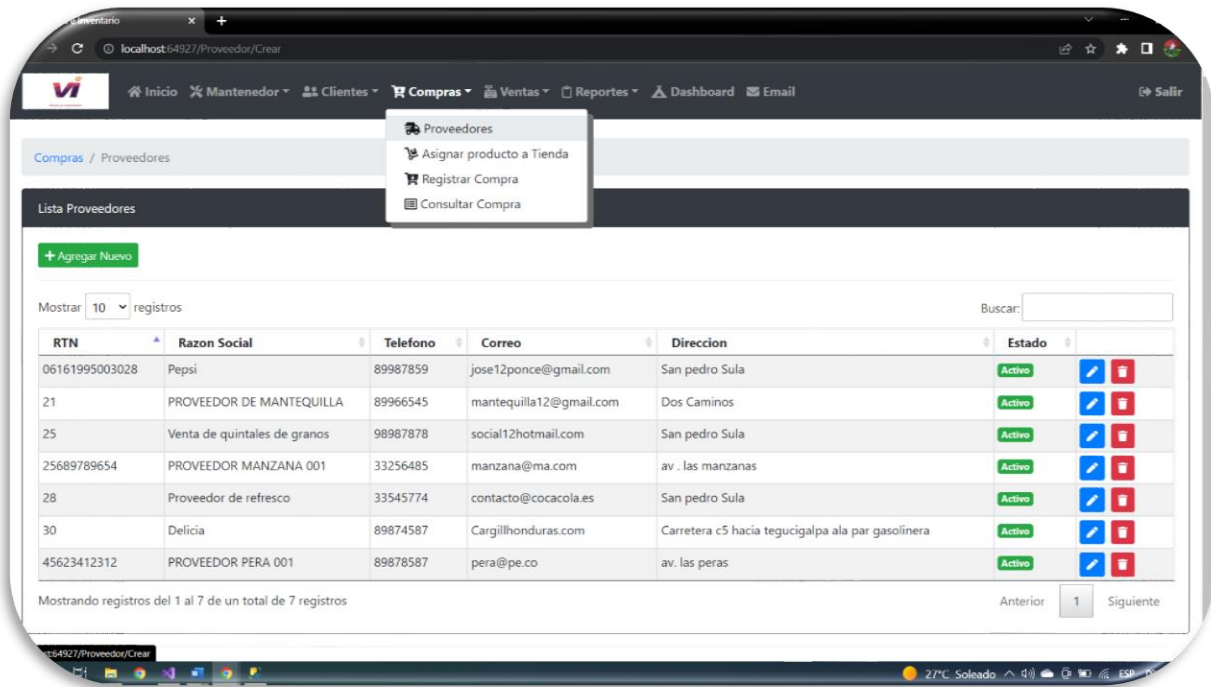 e inventario
localhost:64927/Proveedor/Crear
VI
Inicio Mantenedor Clientes Compras Ventas Reportes Dashboard Email Salir
Proveedores
Asignar producto a Tienda
Registrar Compra
Consultar Compra
Compras / Proveedores
Lista Proveedores
+ Agregar Nuevo
Mostrar 10 registros Buscar:
RTN Razon Social Telefono Correo Direccion Estado
06161995003028 Pepsi 89987859 jose12ponce@gmail.com San pedro Sula Activo
21 PROVEEDOR DE MANTEQUILLA 89966545 mantequilla12@gmail.com Dos Caminos Activo
25 Venta de quintales de granos 98987878 social12hotmail.com San pedro Sula Activo
25689789654 PROVEEDOR MANZANA 001 33256485 manzana@ma.com av . las manzanas Activo
28 Proveedor de refresco 33545774 contacto@cocacola.es San pedro Sula Activo
30 Delicia 89874587 Cargillhonduras.com Carretera c5 hacia tegucigalpa ala par gasolinera Activo
45623412312 PROVEEDOR PERA 001 89878587 pera@pe.co av. las peras Activo
Mostrando registros del 1 al 7 de un total de 7 registros Anterior 1 Siguiente
st:64927/Proveedor/Crear
27°C Soleado ESP